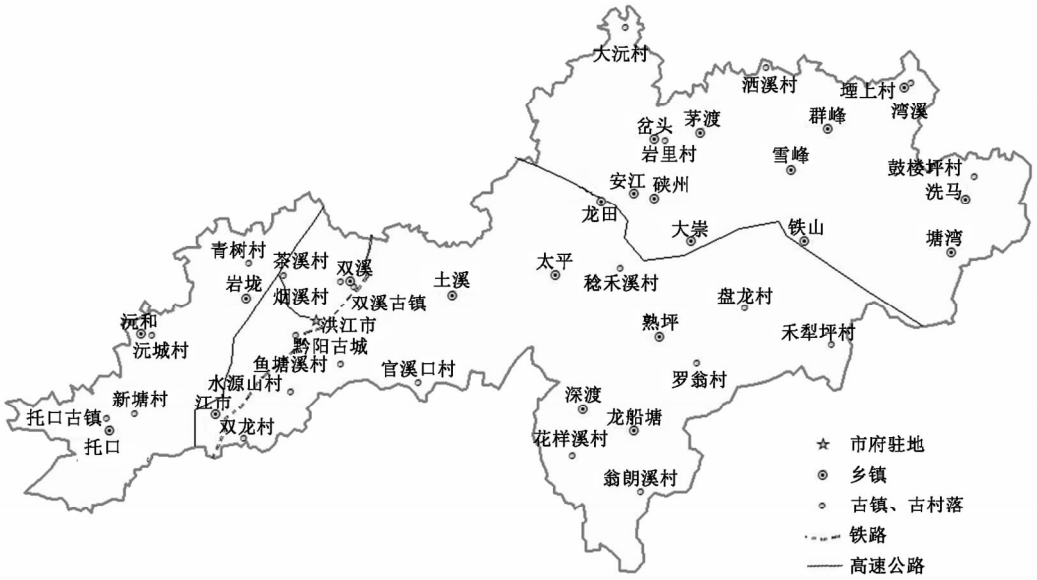 大沅村
洒溪村
堙上村
湾溪
群峰
茅渡
岔头
岩里村
雪峰
鼓楼坪村
洗马
安江
硖州
龙田
大崇
铁山
塘湾
青树村
茶溪村
双溪
岩垅
烟溪村
双溪古镇
土溪
太平
稔禾溪村
盘龙村
沅和
沅城村
洪江市
黔阳古城
熟坪
禾犁坪村
鱼塘溪村
官溪口村
罗翁村
水源山村
新塘村
江市
深渡
托口古镇
托口
双龙村
龙船塘
花样溪村
翁朗溪村
市府驻地
乡镇
古镇、古村落
铁路
高速公路